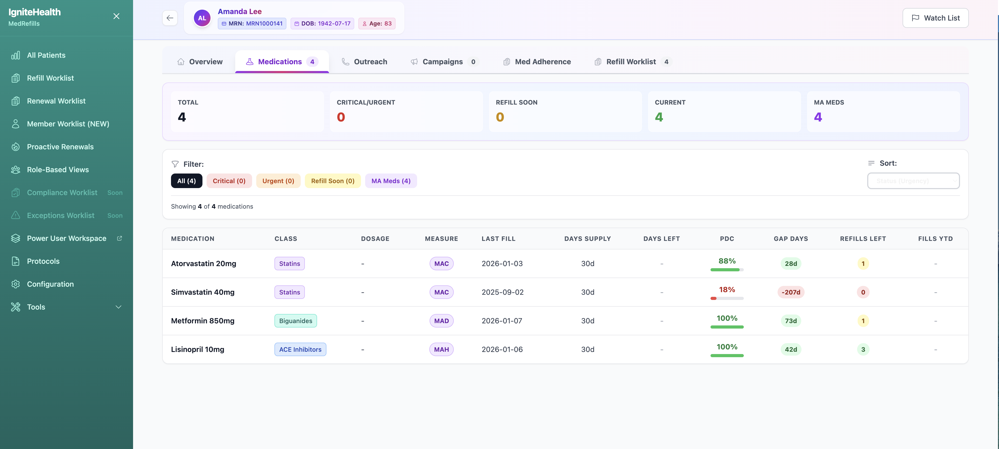 IgniteHealth
MedRefills
All Patients
Refill Worklist
Renewal Worklist
Member Worklist (NEW)
Proactive Renewals
Role-Based Views
Compliance Worklist Soon
Exceptions Worklist Soon
Power User Workspace
Protocols
Configuration
Tools
AL
Amanda Lee
MRN: MRN1000141 DOB: 1942-07-17 Age: 83
Watch List
Overview Medications 4 Outreach Campaigns 0 Med Adherence Refill Worklist 4
TOTAL CRITICAL/URGENT REFILL SOON CURRENT MA MEDS
4 0 0 4 4
Filter: Sort:
All (4) Critical (0) Urgent (0) Refill Soon (0) MA Meds (4) Status (Urgency)
Showing 4 of 4 medications
MEDICATION CLASS DOSAGE MEASURE LAST FILL DAYS SUPPLY DAYS LEFT PDC GAP DAYS REFILLS LEFT FILLS YTD
Atorvastatin 20mg Statins - MAC 2026-01-03 30d - 88% 28d 1 -
Simvastatin 40mg Statins - MAC 2025-09-02 30d - 18% -207d 0 -
Metformin 850mg Biguanides - MAD 2026-01-07 30d - 100% 73d 1 -
Lisinopril 10mg ACE Inhibitors - MAH 2026-01-06 30d - 100% 42d 3 -